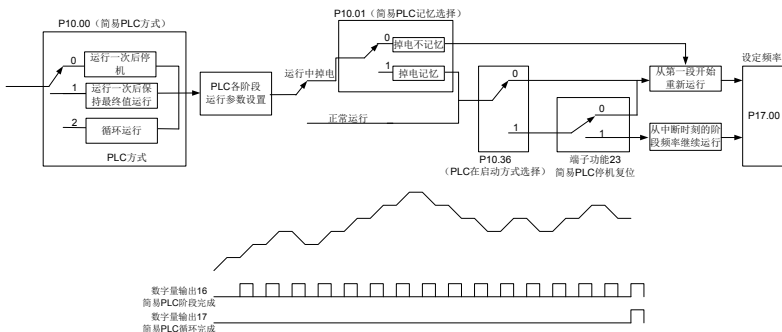 P10.00（简易PLC方式）
0
运行一次后停
机
1
运行一次后保
持最终值运行
2
循环运行
PLC方式
PLC各阶段
运行参数设置
运行中掉电
正常运行
P10.01（简易PLC记忆选择）
0
掉电不记忆
1
掉电记忆
0
1
P10.36
（PLC在启动方式选择）
0
1
端子功能23
简易PLC停机复位
从第一段开始
重新运行
从中断时刻的阶
段频率继续运行
设定频率
P17.00
数字量输出16
简易PLC阶段完成
数字量输出17
简易PLC循环完成